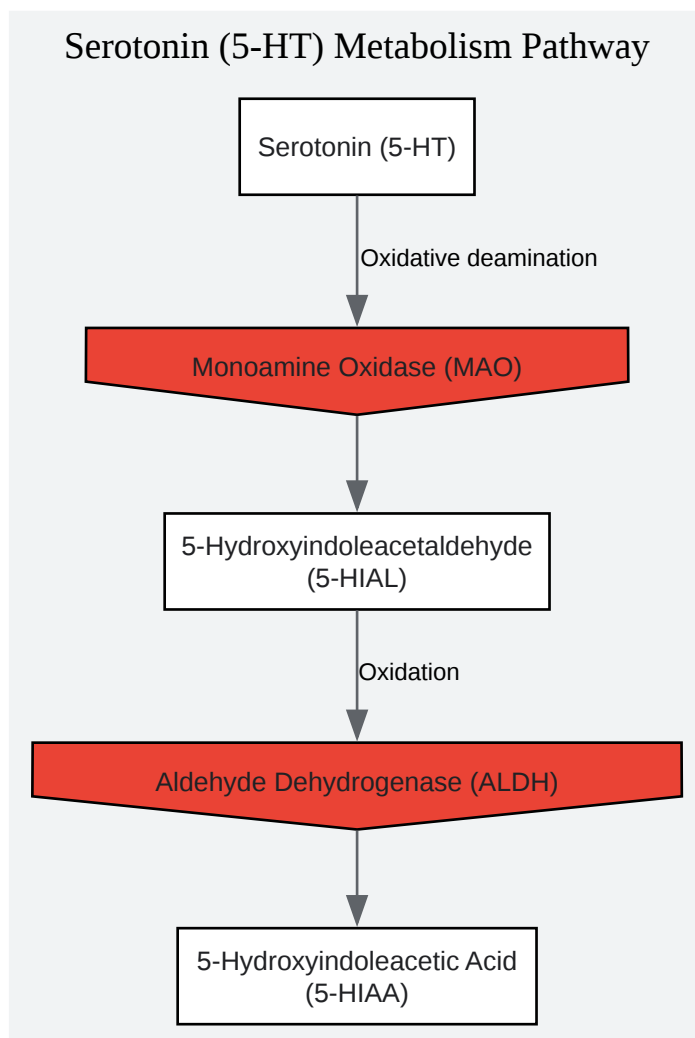 Serotonin (5-HT) Metabolism Pathway
Serotonin (5-HT)
Oxidative deamination
Monoamine Oxidase (MAO)
5-Hydroxyindoleacetaldehyde
(5-HIAL)
Oxidation
Aldehyde Dehydrogenase (ALDH)
5-Hydroxyindoleacetic Acid
(5-HIAA)